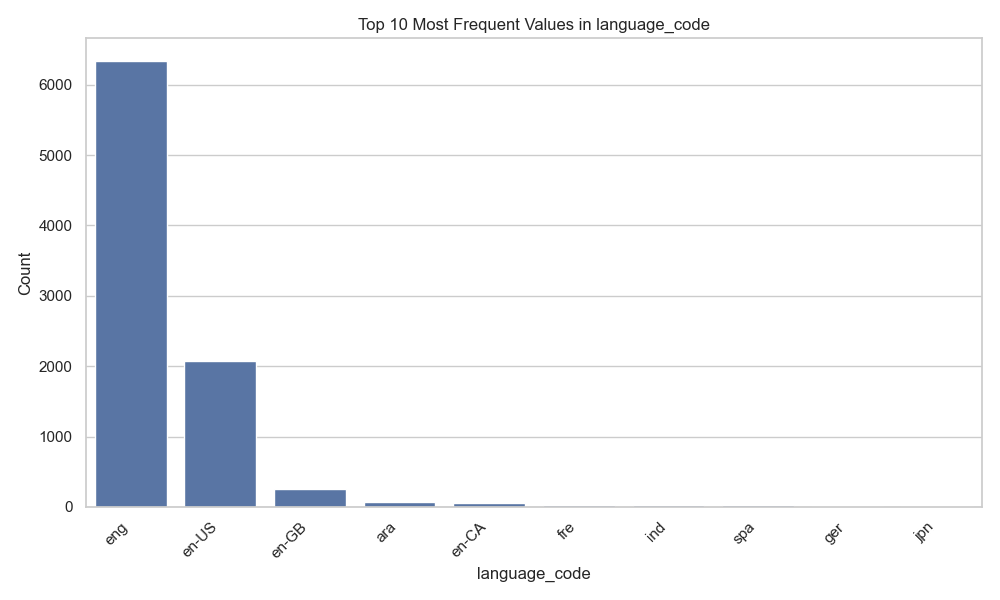 Top 10 Most Frequent Values in language_code
6000
5000
4000
3000
2000
1000
0
Count
eng
en-US
en-GB
ara
en-CA
fre
ind
spa
ger
jpn
language_code